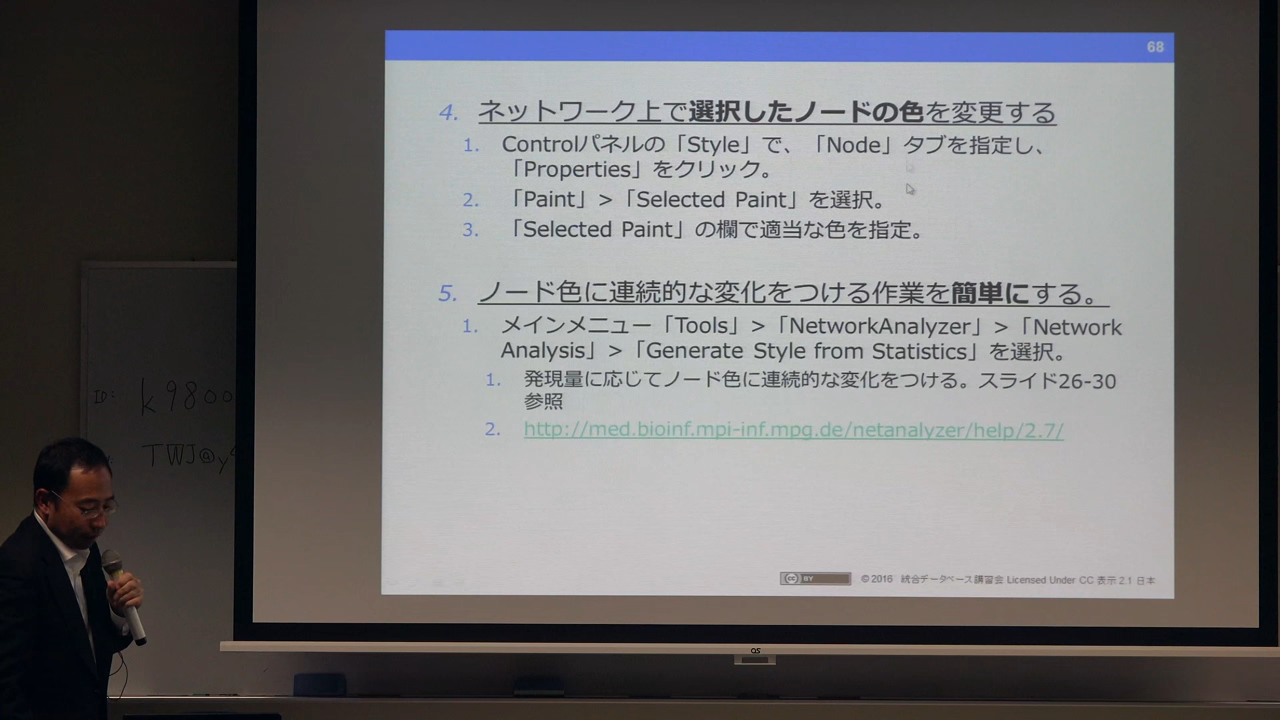 68
4. ネットワーク上で選択したノードの色を変更する
1. Controlパネルの「Style」で、「Node」タブを指定し、
「Properties」をクリック。
2. 「Paint」>「Selected Paint」を選択。
3. 「Selected Paint」の欄で適当な色を指定。
5. ノード色に連続的な変化をつける作業を簡単にする。
1. メインメニュー「Tools」>「NetworkAnalyzer」>「Network
Analysis」>「Generate Style from Statistics」を選択。
1. 発現量に応じてノード色に連続的な変化をつける。スライド26-30
参照
2. http://med.bioinf.mpi-inf.mpg.de/netanalyzer/help/2.7/
cc BY
© 2016 統合データベース講習会 Licensed Under CC 表示 2.1 日本
ID: k9800
TWJ@y
OS